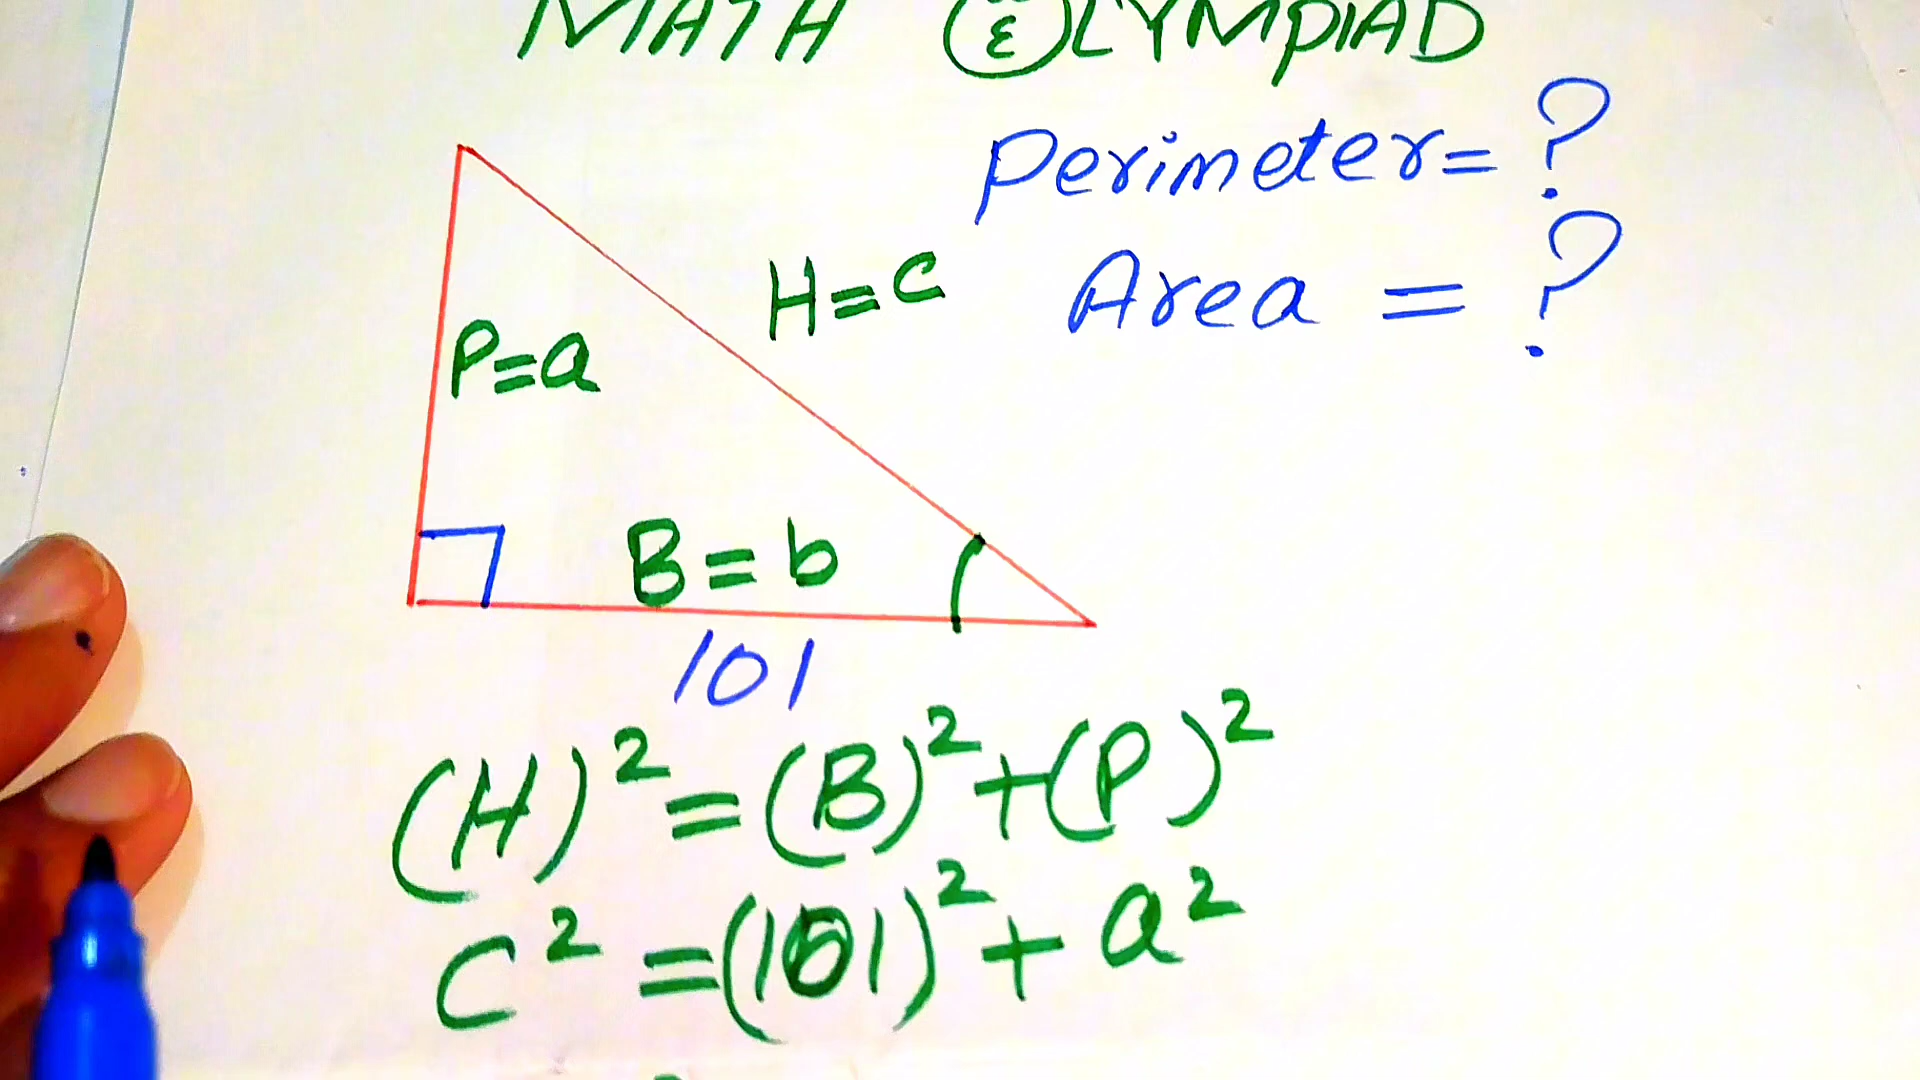 MATH OLYMPIAD
Perimeter= ?
Area = ?
H=c
P=a
B=b
101
(H)²=(B)²+(P)²
c²=(101)²+a²